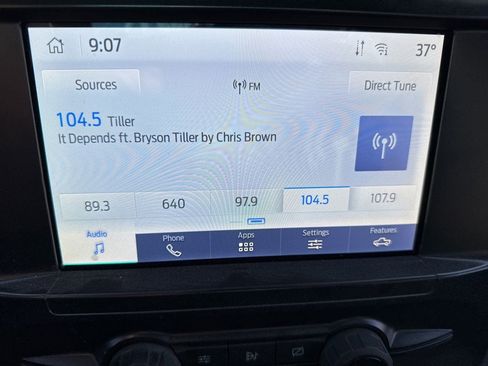 9:07 37°
Sources FM Direct Tune
104.5 Tiller
It Depends ft. Bryson Tiller by Chris Brown
89.3 640 97.9 104.5 107.9
Audio Phone Apps Settings Features